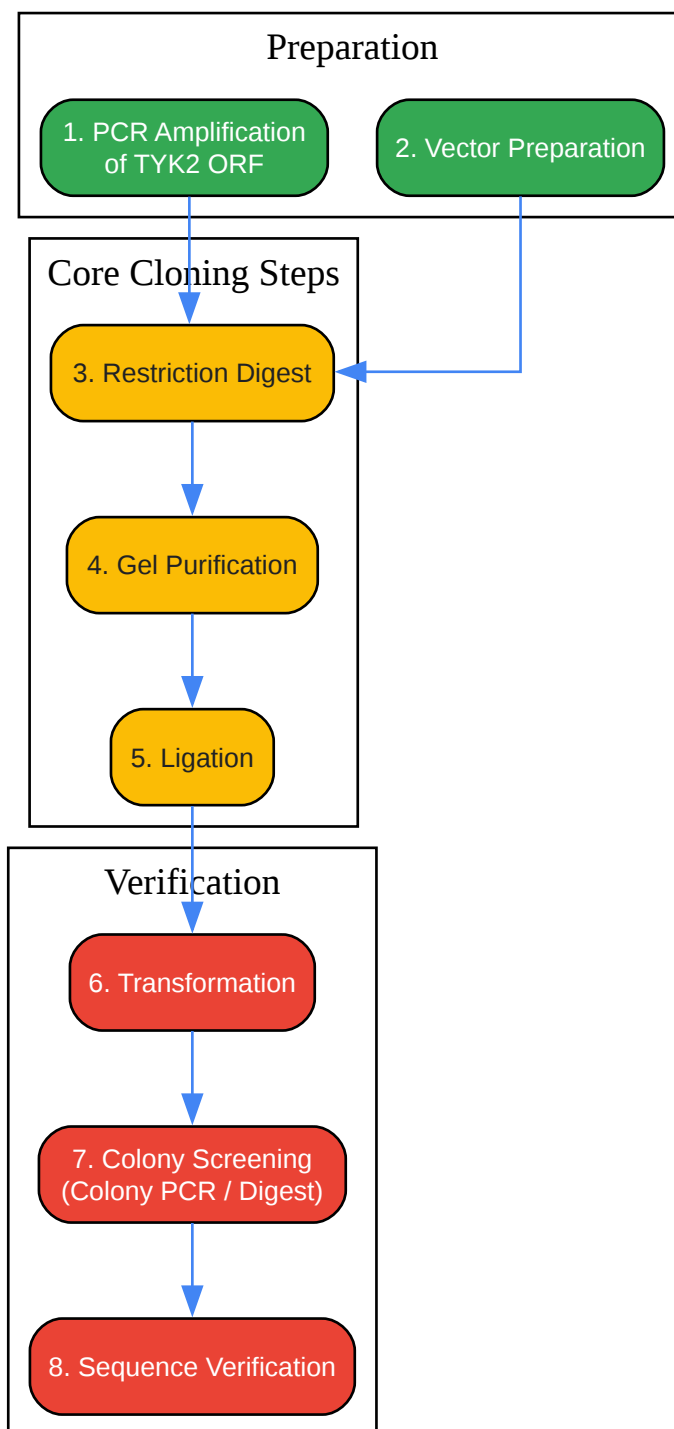 Preparation
1. PCR Amplification
of TYK2 ORF
2. Vector Preparation
Core Cloning Steps
3. Restriction Digest
4. Gel Purification
5. Ligation
Verification
6. Transformation
7. Colony Screening
(Colony PCR / Digest)
8. Sequence Verification